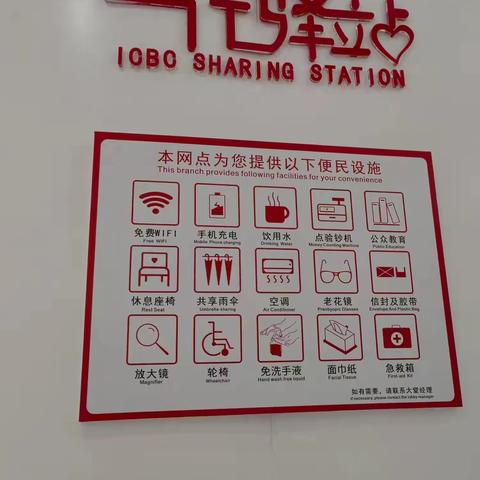 工行驿站
ICBC SHARING STATION
本网点为您提供以下便民设施
This branch provides following facilities for your convenience
免费WIFI 手机充电 饮用水 点验钞机 公众教育
Free WIFI Mobile Phone charging Drinking Water Money Counting Machine Public Education
休息座椅 共享雨伞 空调 老花镜 信封及胶带
Rest Seat Umbrella sharing Air Conditioner Presbyopic Glasses Envelope And Plastic Bag
放大镜 轮椅 免洗手液 面巾纸 急救箱
Magnifier Wheelchair Hand wash free liquid Facial Tissue First-aid Kit
如有需要，请联系大堂经理
If necessary, please contact the lobby manager